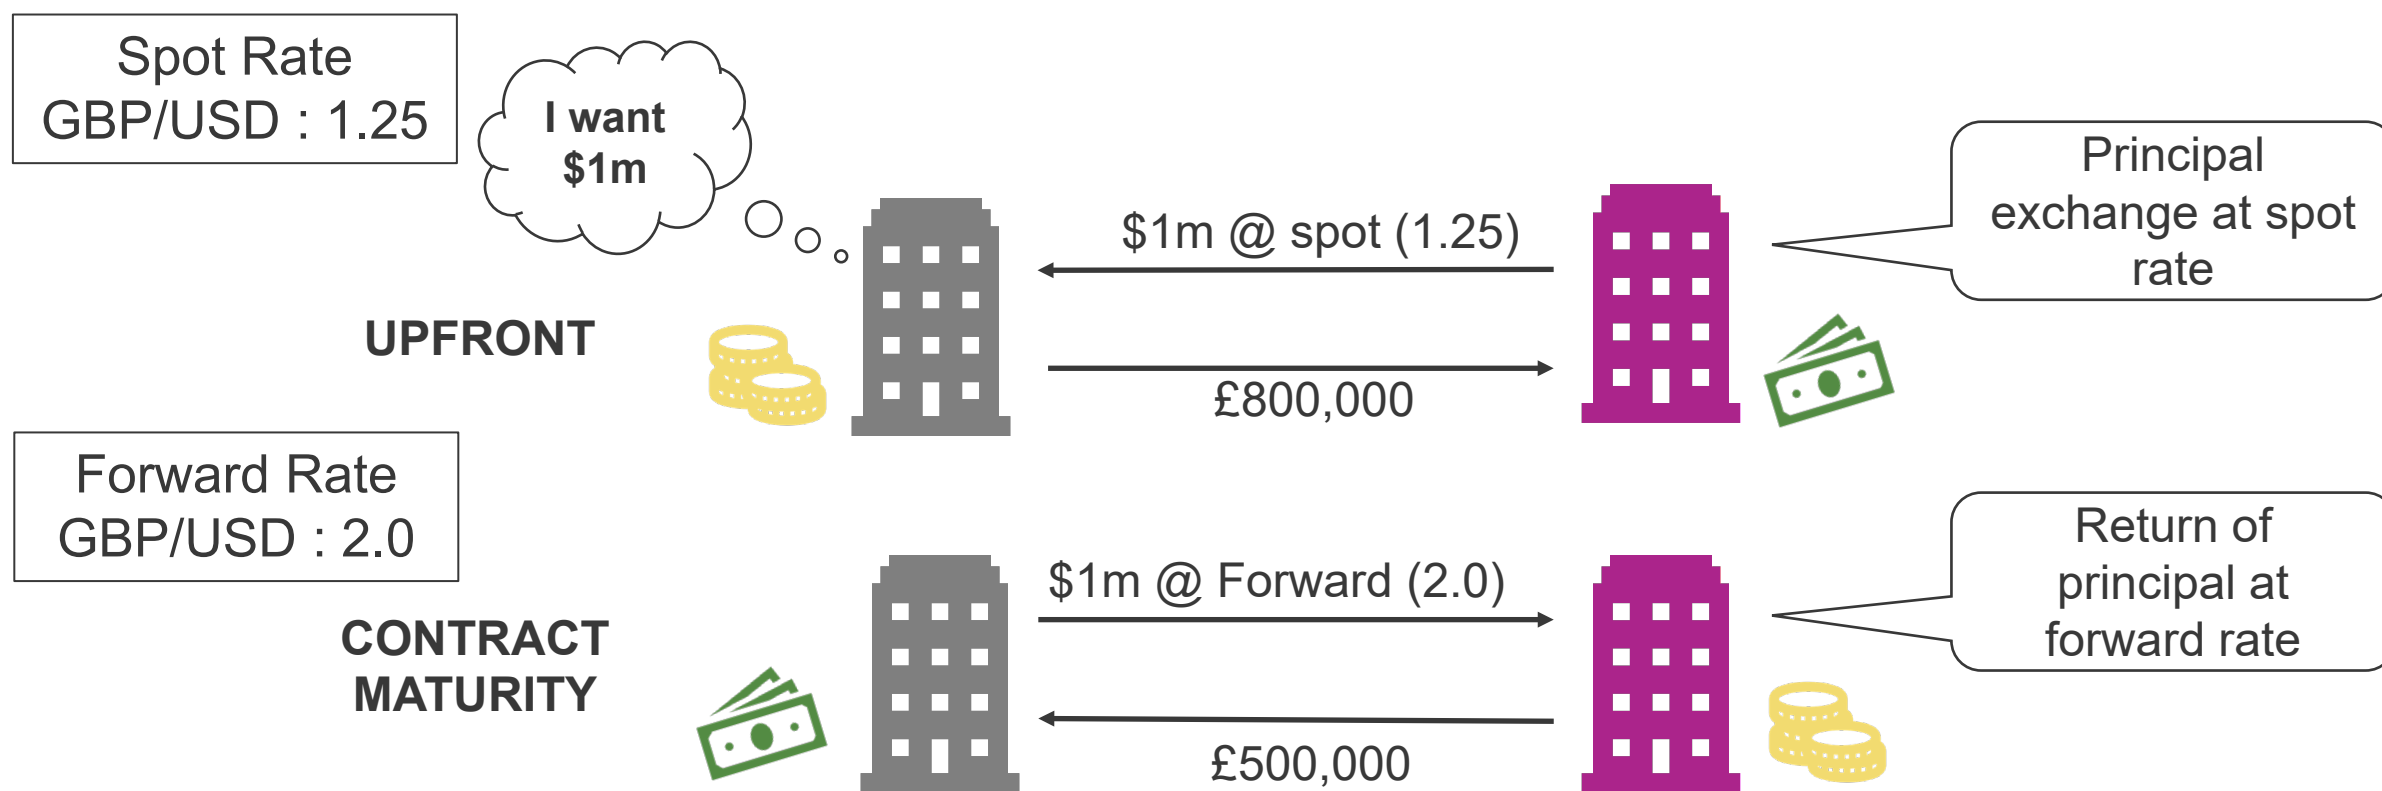 Spot Rate
GBP/USD : 1.25
I want
$1m
$1m @ spot (1.25)
Principal
exchange at spot
rate
UPFRONT
£800,000
Forward Rate
GBP/USD : 2.0
$1m @ Forward (2.0)
Return of
principal at
forward rate
CONTRACT
MATURITY
£500,000